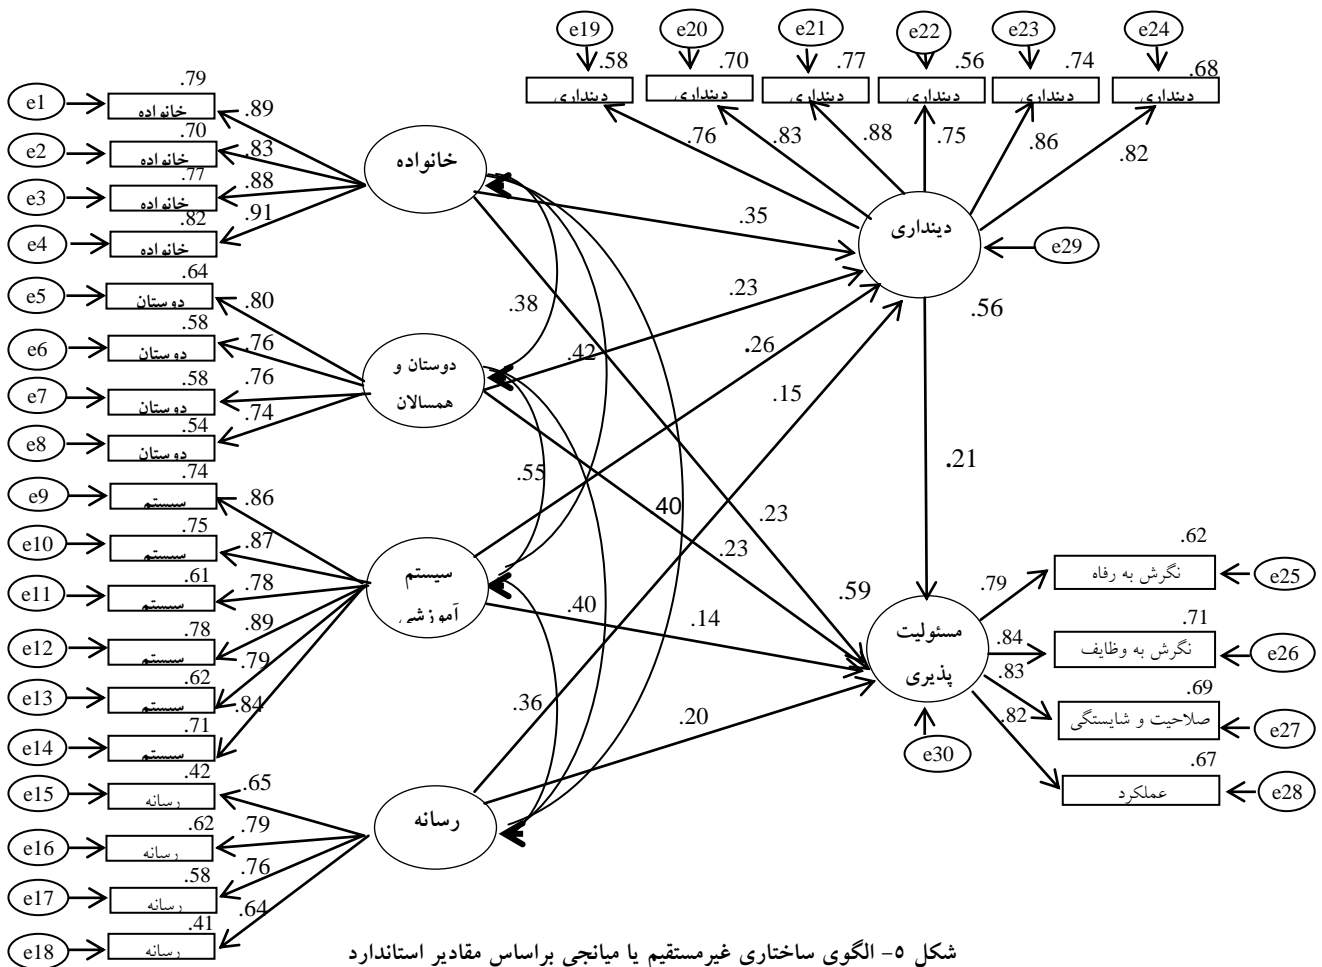 e19
e20
e21
e22
e23
e24
.58
.70
.77
.56
.74
.68
دینداری
دینداری
دینداری
دینداری
دینداری
دینداری
.76
.83
.88
.75
.86
.82
e1
.79
خانواده
.89
e2
.70
خانواده
.83
e3
.77
خانواده
.88
e4
.82
خانواده
.91
خانواده
e5
.64
دوستان
.80
e6
.58
دوستان
.76
e7
.58
دوستان
.76
e8
.54
دوستان
.74
دوستان و
همسالان
e9
.74
سیستم
.86
e10
.75
سیستم
.87
e11
.61
سیستم
.78
e12
.78
سیستم
.89
e13
.62
سیستم
.79
e14
.71
سیستم
.84
سیستم
آموزشی
e15
.42
رسانه
.65
e16
.62
رسانه
.79
e17
.58
رسانه
.76
e18
.41
رسانه
.64
رسانه
.35
.23
.26
.15
.38
.42
.55
.40
.40
.36
.23
.23
.14
.20
دینداری
e29
.56
.21
.59
مسئولیت
پذیری
e30
.79
.84
.83
.82
.62
نگرش به رفاه
e25
.71
نگرش به وظایف
e26
.69
صلاحیت و شایستگی
e27
.67
عملکرد
e28
شکل ۵- الگوی ساختاری غیرمستقیم یا میانجی براساس مقادیر استاندارد